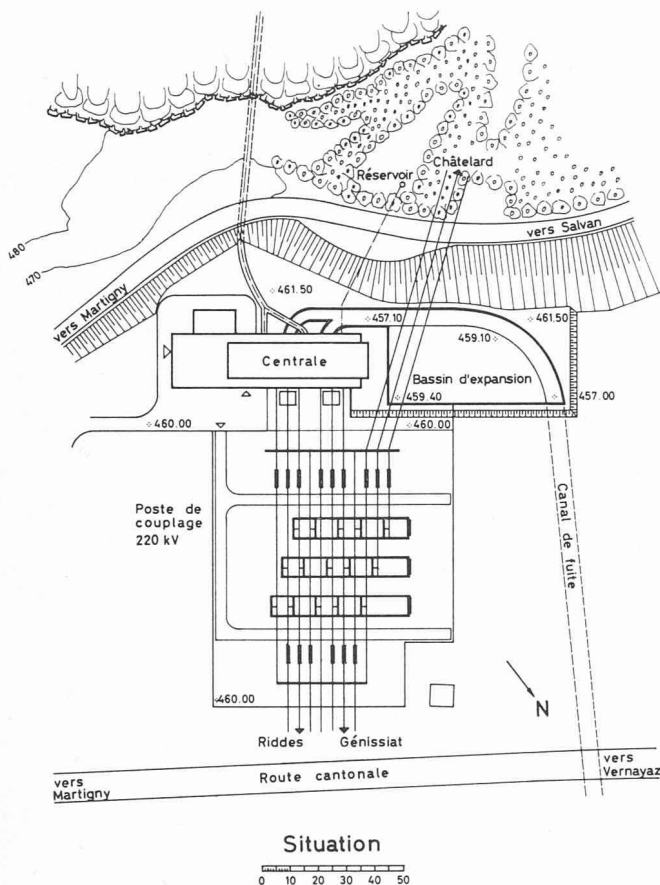 Châtelard
Réservoir
vers Salvan
480
470
461.50
vers Martigny
457.10
461.50
459.10
Centrale
Bassin d'expansion
459.40
457.00
460.00
460.00
Poste de
couplage
220 kV
Canal de fuite
460.00
N
Riddes
Génissiat
vers
Martigny
Route cantonale
vers
Vernayaz
Situation
0 10 20 30 40 50